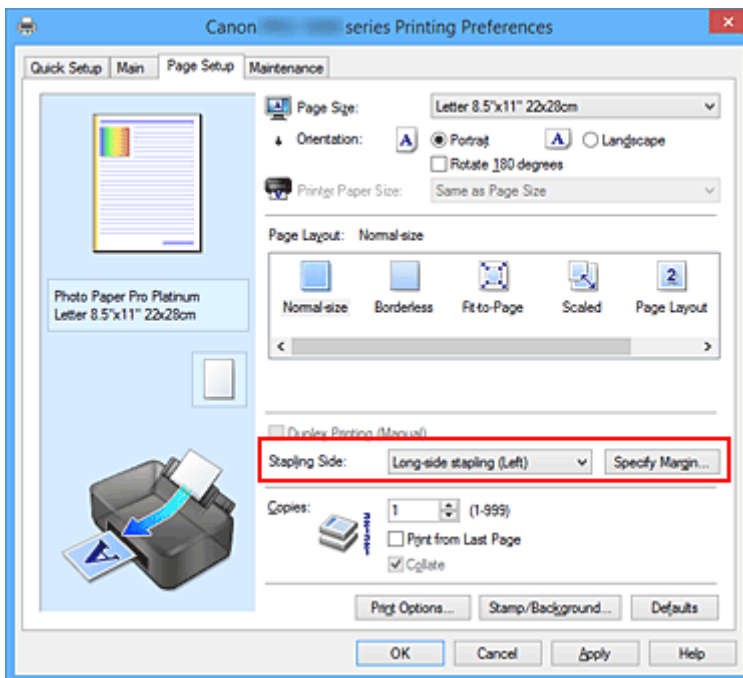 Canon series Printing Preferences
Quick Setup Main Page Setup Maintenance
Page Size: Letter 8.5"x11" 22x28cm
Orientation: A Portrait A Landscape
Rotate 180 degrees
Printer Paper Size: Same as Page Size
Page Layout: Normal-size
Normal-size Borderless Fit-to-Page Scaled Page Layout
Photo Paper Pro Platinum
Letter 8.5"x11" 22x28cm
Duplex Printing (Manual)
Stapling Side: Long-side stapling (Left) Specify Margin...
Copies: 1 (1-999)
Print from Last Page
Collate
Print Options... Stamp/Background... Defaults
OK Cancel Apply Help